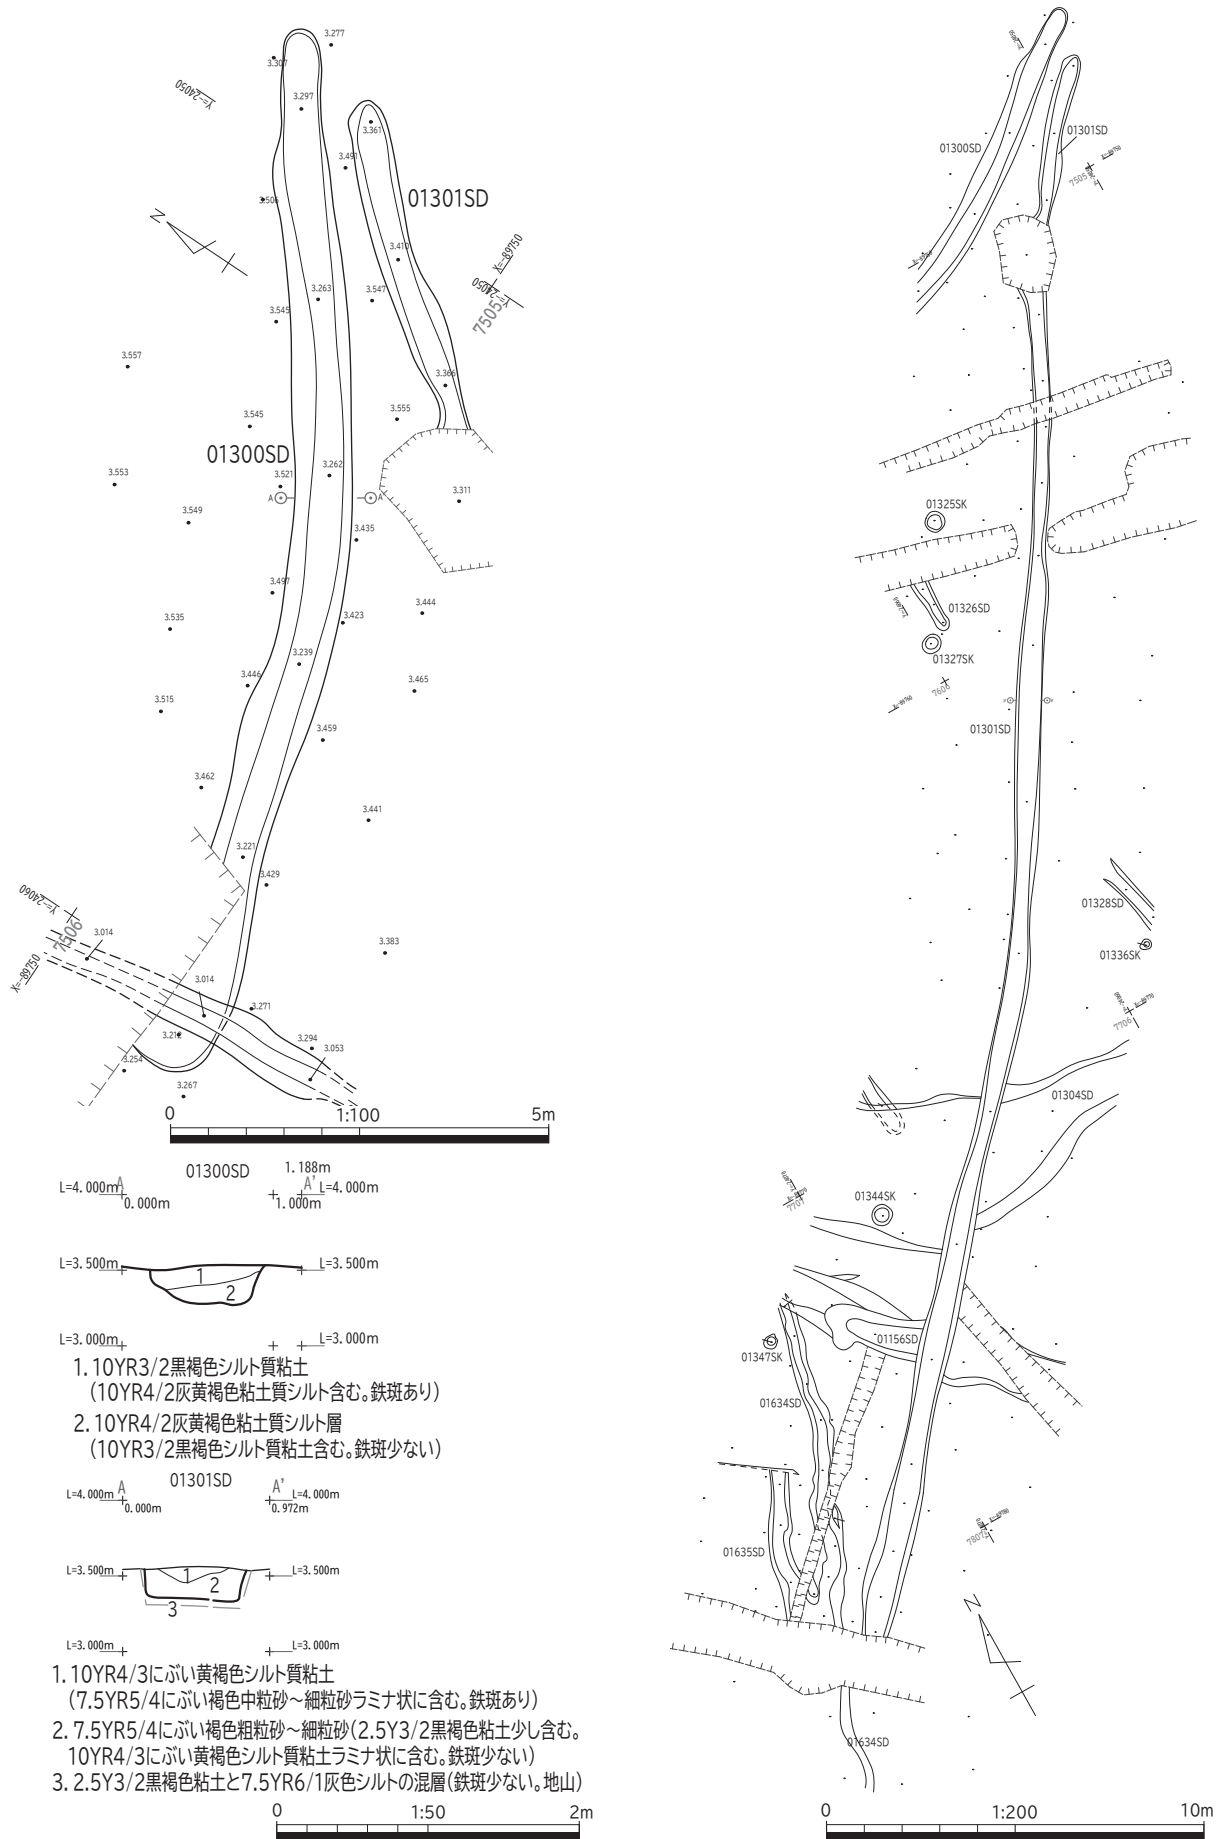 3.277
3.307
Y=-24050
3.297
3.361
3.491
01301SD
3.506
N
3.410
X=-89750
Y=-24050
7505
3.263
3.547
3.545
3.557
3.366
3.555
3.545
01300SD
3.553
3.521
3.262
3.311
A
A'
3.549
3.435
3.497
3.444
3.535
3.423
3.239
3.446
3.465
3.515
3.459
3.462
3.441
3.221
3.429
Y=-24060
7506
3.014
3.383
X=-89750
3.014
3.271
3.212
3.294
3.254
3.053
3.267
0 1:100 5m
01300SD
1.188m
L=4.000m A A' L=4.000m
0.000m 1.000m
L=3.500m L=3.500m
1
2
L=3.000m L=3.000m
1. 10YR3/2黒褐色シルト質粘土
(10YR4/2灰黄褐色粘土質シルト含む。鉄斑あり)
2. 10YR4/2灰黄褐色粘土質シルト層
(10YR3/2黒褐色シルト質粘土含む。鉄斑少ない)
01301SD
L=4.000m A A' L=4.000m
0.000m 0.972m
L=3.500m L=3.500m
1
2
3
L=3.000m L=3.000m
1. 10YR4/3にぶい黄褐色シルト質粘土
(7.5YR5/4にぶい褐色中粒砂～細粒砂ラミナ状に含む。鉄斑あり)
2. 7.5YR5/4にぶい褐色粗粒砂～細粒砂(2.5Y3/2黒褐色粘土少し含む。
10YR4/3にぶい黄褐色シルト質粘土ラミナ状に含む。鉄斑少ない)
3. 2.5Y3/2黒褐色粘土と7.5YR6/1灰色シルトの混層(鉄斑少ない。地山)
0 1:50 2m
01300SD
01301SD
7505
01325SK
01326SD
01327SK
7606
01301SD
01328SD
01336SK
7706
01304SD
01344SK
7707
01156SD
01347SK
01634SD
01635SD
7807
N
01634SD
0 1:200 10m